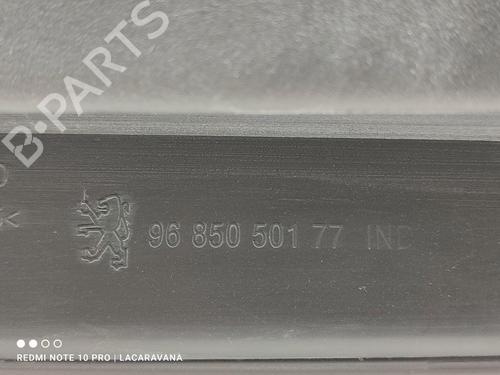 B-PARTS
96 850 501 77 IND
REDMI NOTE 10 PRO | LACARAVANA